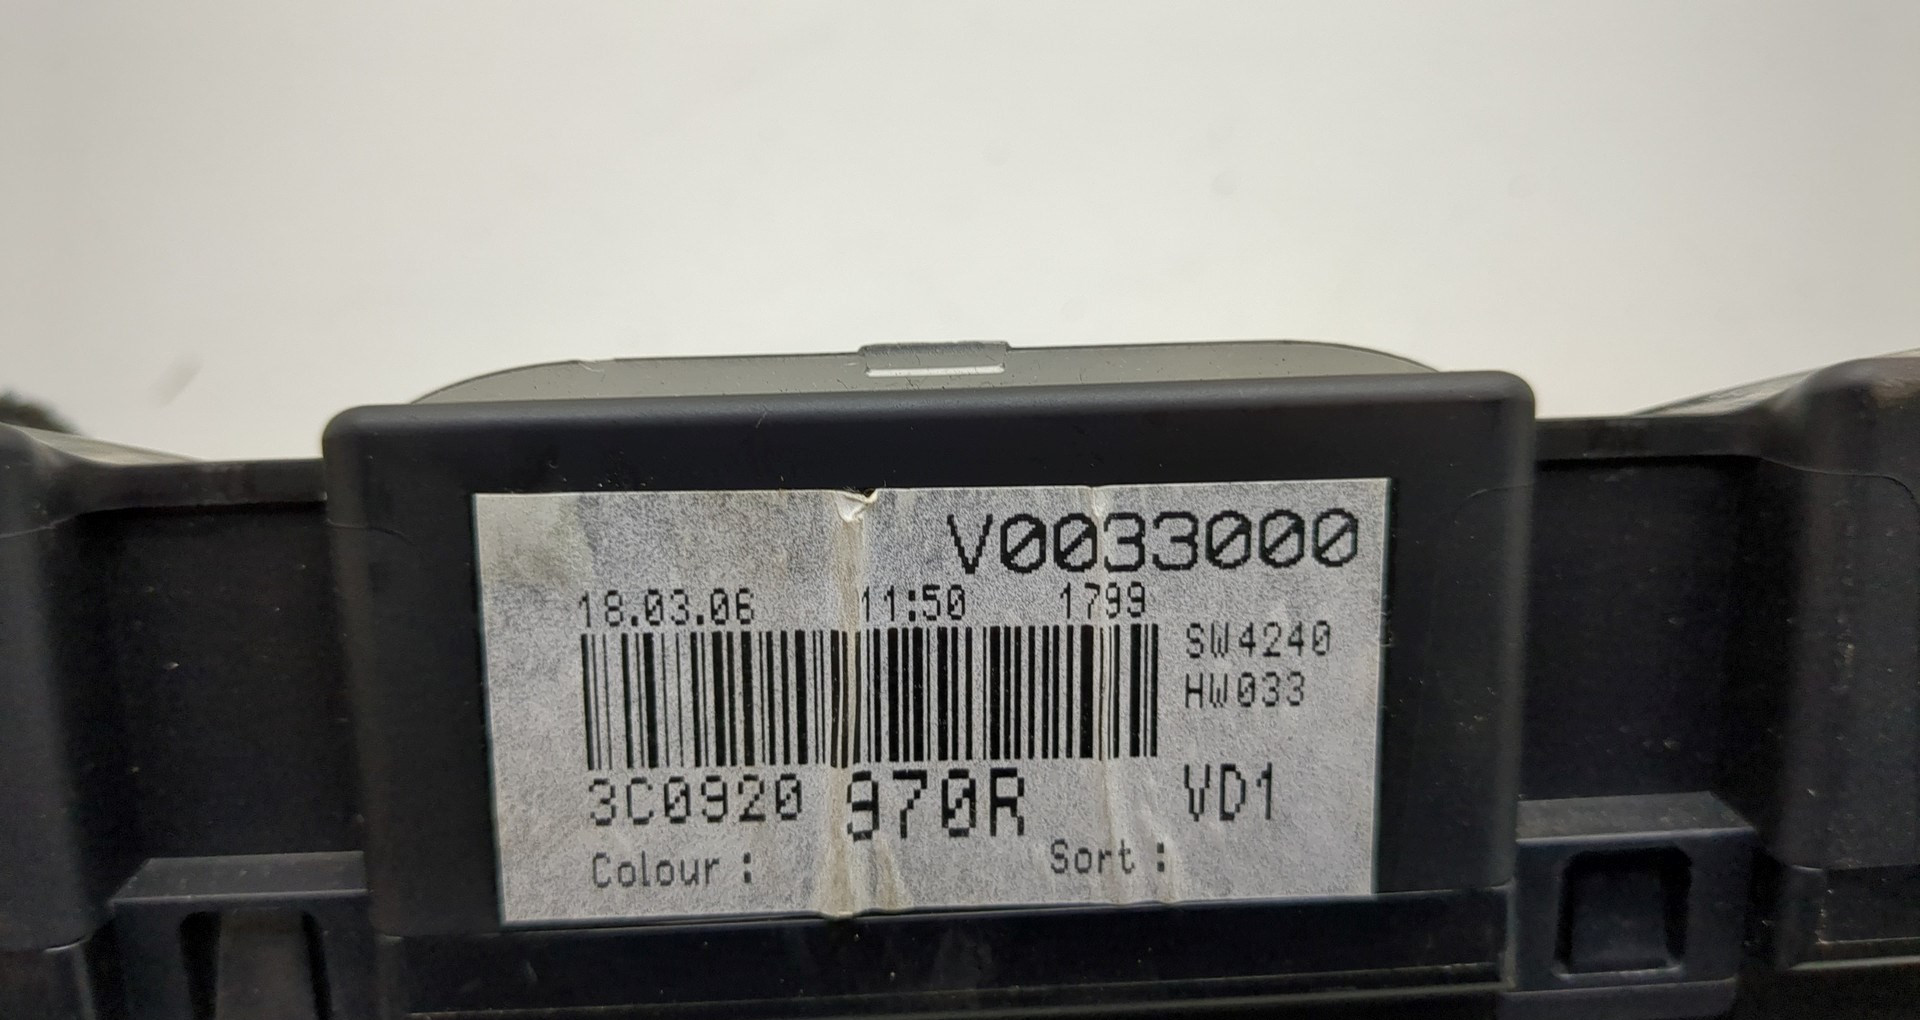 V0033000
18.03.06 11:50 1799
SW4240
HW033
3C0920 970R VD1
Colour : Sort :